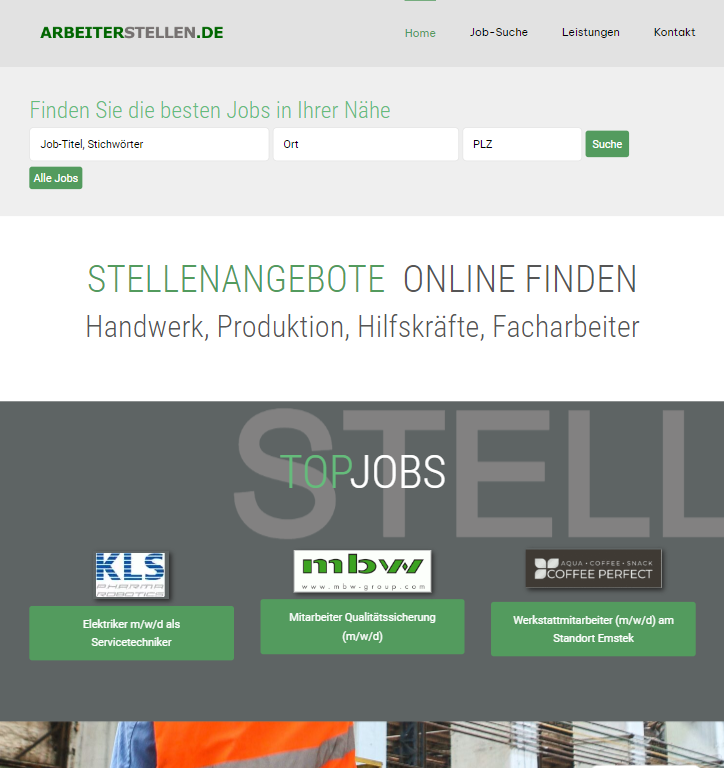 ARBEITERSTELLEN.DE
Home
Job-Suche
Leistungen
Kontakt
Finden Sie die besten Jobs in Ihrer Nähe
Job-Titel, Stichwörter
Ort
PLZ
Suche
Alle Jobs
STELLENANGEBOTE ONLINE FINDEN
Handwerk, Produktion, Hilfskräfte, Facharbeiter
STELL
TOPJOBS
KLS
PHARMA
ROBOTICS
Elektriker m/w/d als
Servicetechniker
mbw
www.mbw-group.com
Mitarbeiter Qualitätssicherung
(m/w/d)
AQUA • COFFEE • SNACK
COFFEE PERFECT
Werkstattmitarbeiter (m/w/d) am
Standort Emstek